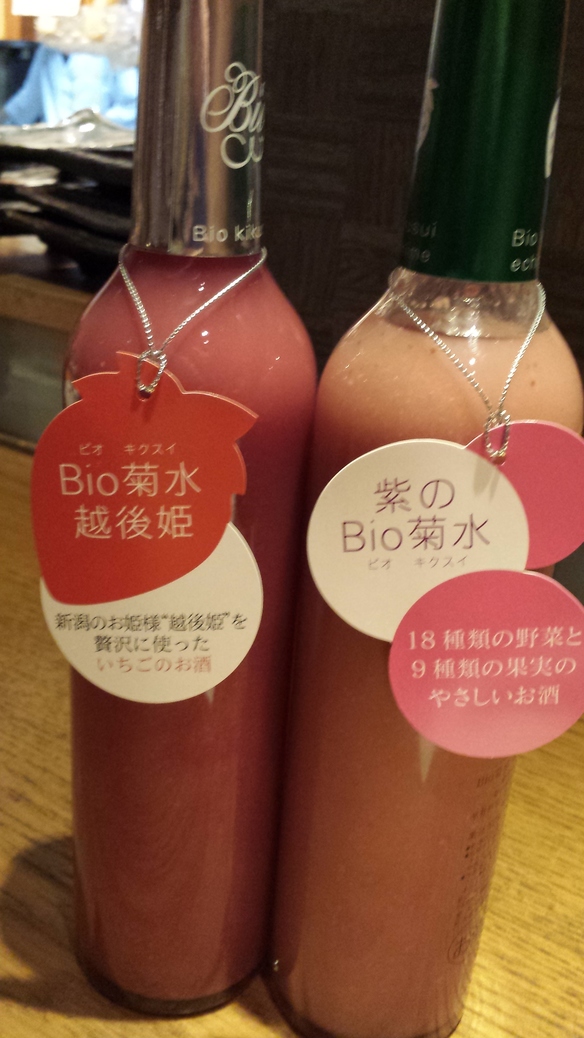 Bio
ビオ キクスイ
Bio菊水
越後姫
新潟のお姫様“越後姫”を
贅沢に使った
いちごのお酒
Bio
紫の
Bio菊水
ビオ キクスイ
18種類の野菜と
9種類の果実の
やさしいお酒